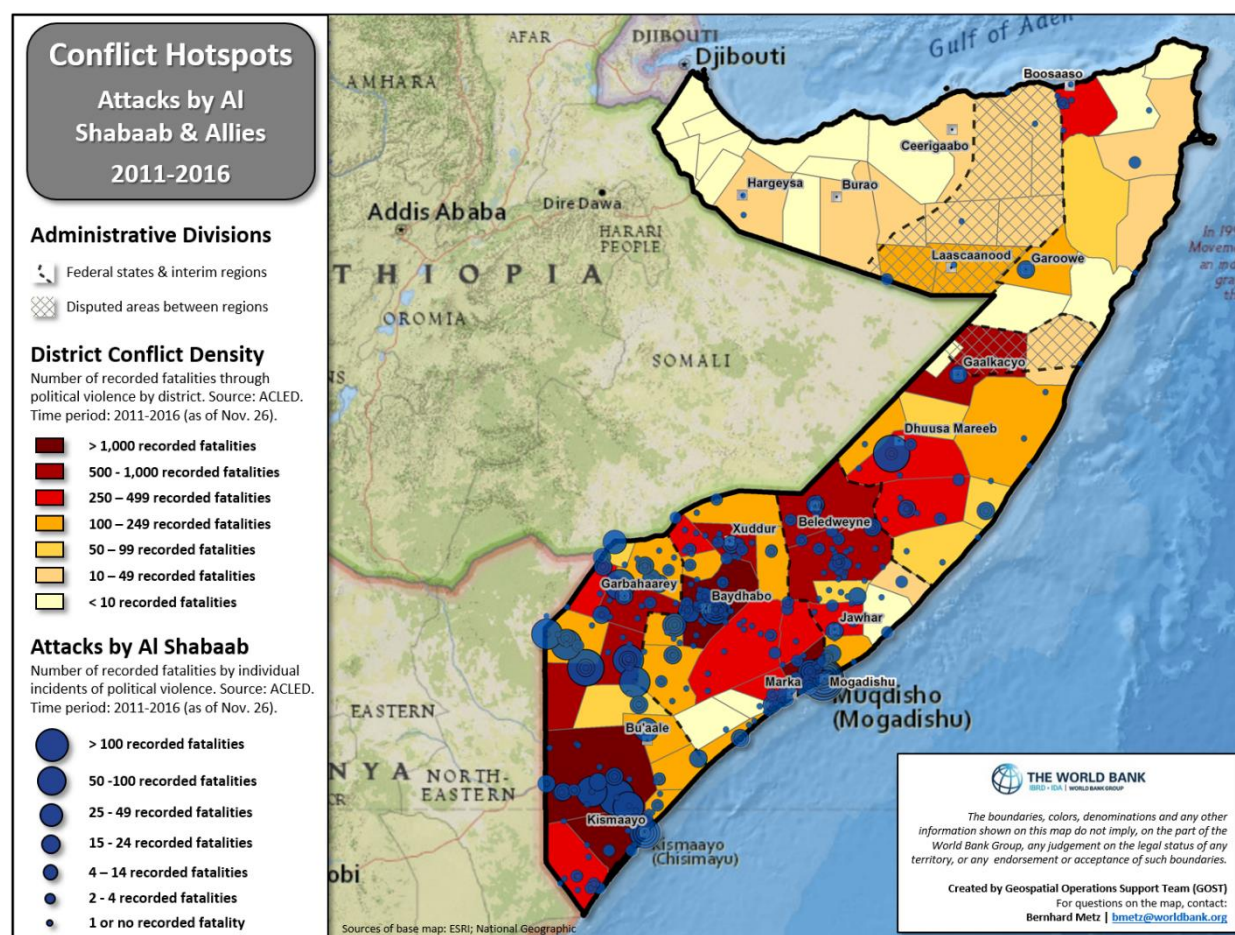 Conflict Hotspots
Attacks by Al
Shabaab & Allies
2011-2016
Administrative Divisions
Federal states & interim regions
Disputed areas between regions
District Conflict Density
Number of recorded fatalities through
political violence by district. Source: ACLED.
Time period: 2011-2016 (as of Nov. 26).
> 1,000 recorded fatalities
500 - 1,000 recorded fatalities
250 – 499 recorded fatalities
100 – 249 recorded fatalities
50 – 99 recorded fatalities
10 – 49 recorded fatalities
< 10 recorded fatalities
Attacks by Al Shabaab
Number of recorded fatalities by individual
incidents of political violence. Source: ACLED.
Time period: 2011-2016 (as of Nov. 26).
> 100 recorded fatalities
50 -100 recorded fatalities
25 - 49 recorded fatalities
15 - 24 recorded fatalities
4 – 14 recorded fatalities
2 - 4 recorded fatalities
1 or no recorded fatality
AFAR
DJIBOUTI
Djibouti
Gulf of Aden
AMHARA
Boosaaso
Ceerigaabo
Hargeysa
Burao
Dire Dawa
Addis Ababa
HARARI
PEOPLE
In 19
Movem
an
gra
th
THIOPIA
Laascaanood
Garoowe
OROMIA
SOMALI
NS
Gaalkacyo
Dhuusa Mareeb
Xuddur
Beledweyne
Garbahaarey
Baydhabo
Jawhar
Marka
Mogadishu
Muqdisho
(Mogadishu)
EASTERN
Bu'aale
NYA
NORTH-
EASTERN
Kismaayo
Kismaayo
(Chisimayu)
obi
Sources of base map: ESRI; National Geographic
THE WORLD BANK
IBRD • IDA | WORLD BANK GROUP
The boundaries, colors, denominations and any other
information shown on this map do not imply, on the part of the
World Bank Group, any judgement on the legal status of any
territory, or any endorsement or acceptance of such boundaries.
Created by Geospatial Operations Support Team (GOST)
For questions on the map, contact:
Bernhard Metz | bmetz@worldbank.org